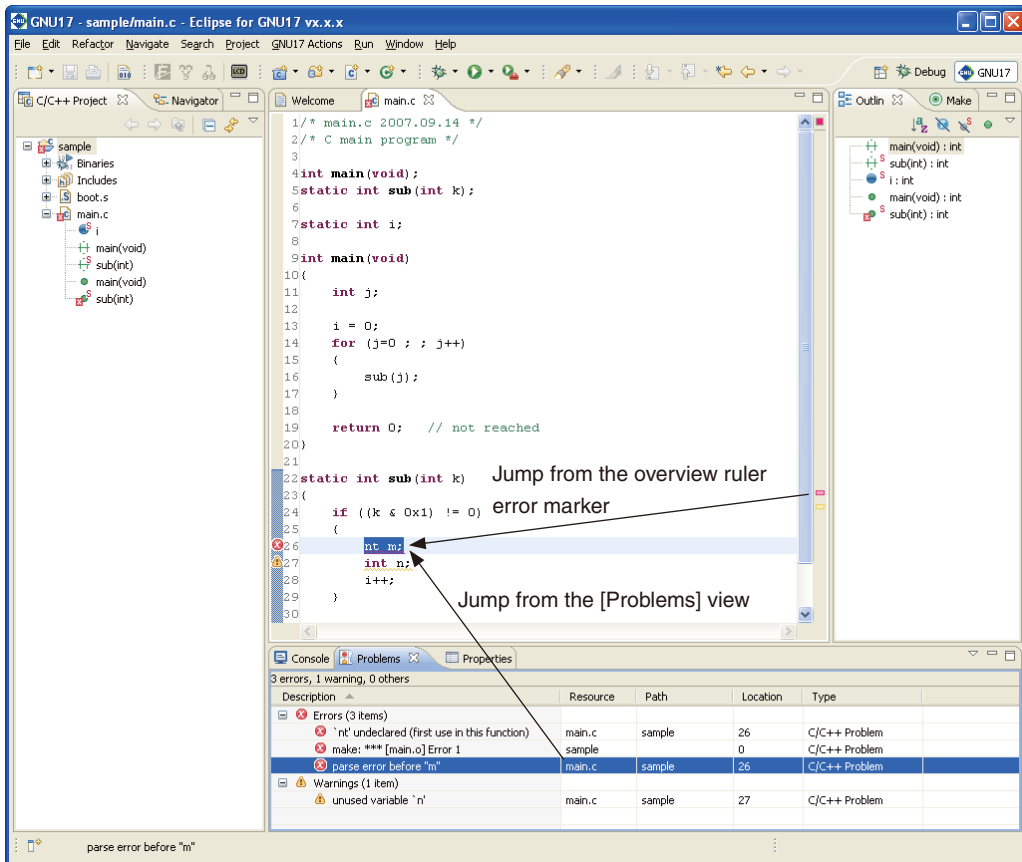 GNU17 - sample/main.c - Eclipse for GNU17 vx.x.x
File Edit Refactor Navigate Search Project GNU17 Actions Run Window Help
Debug GNU17
C/C++ Project Navigator
sample
Binaries
Includes
boot.s
main.c
i
main(void)
sub(int)
main(void)
sub(int)
Welcome main.c
1/* main.c 2007.09.14 */
2/* C main program */
3
4int main(void);
5static int sub(int k);
6
7static int i;
8
9int main(void)
10{
11 int j;
12
13 i = 0;
14 for (j=0 ; ; j++)
15 {
16 sub(j);
17 }
18
19 return 0; // not reached
20}
21
22static int sub(int k)
23{
24 if ((k & 0x1) != 0)
25 {
26 nt m;
27 int n;
28 i++;
29 }
30
Jump from the overview ruler
error marker
Jump from the [Problems] view
Outlin Make
main(void) : int
sub(int) : int
i : int
main(void) : int
sub(int) : int
Console Problems Properties
3 errors, 1 warning, 0 others
Description Resource Path Location Type
Errors (3 items)
`nt' undeclared (first use in this function) main.c sample 26 C/C++ Problem
make: *** [main.o] Error 1 sample 0 C/C++ Problem
parse error before "m" main.c sample 26 C/C++ Problem
Warnings (1 item)
unused variable `n' main.c sample 27 C/C++ Problem
parse error before "m"